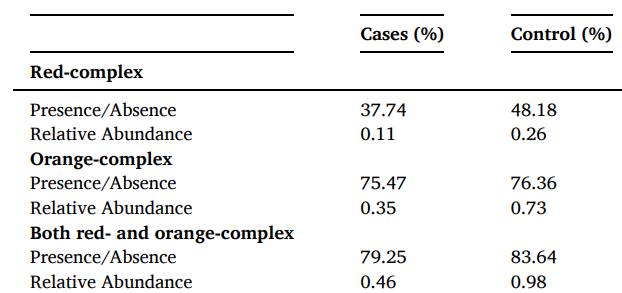 Cases (%) Control (%)
Red-complex
Presence/Absence 37.74 48.18
Relative Abundance 0.11 0.26
Orange-complex
Presence/Absence 75.47 76.36
Relative Abundance 0.35 0.73
Both red- and orange-complex
Presence/Absence 79.25 83.64
Relative Abundance 0.46 0.98